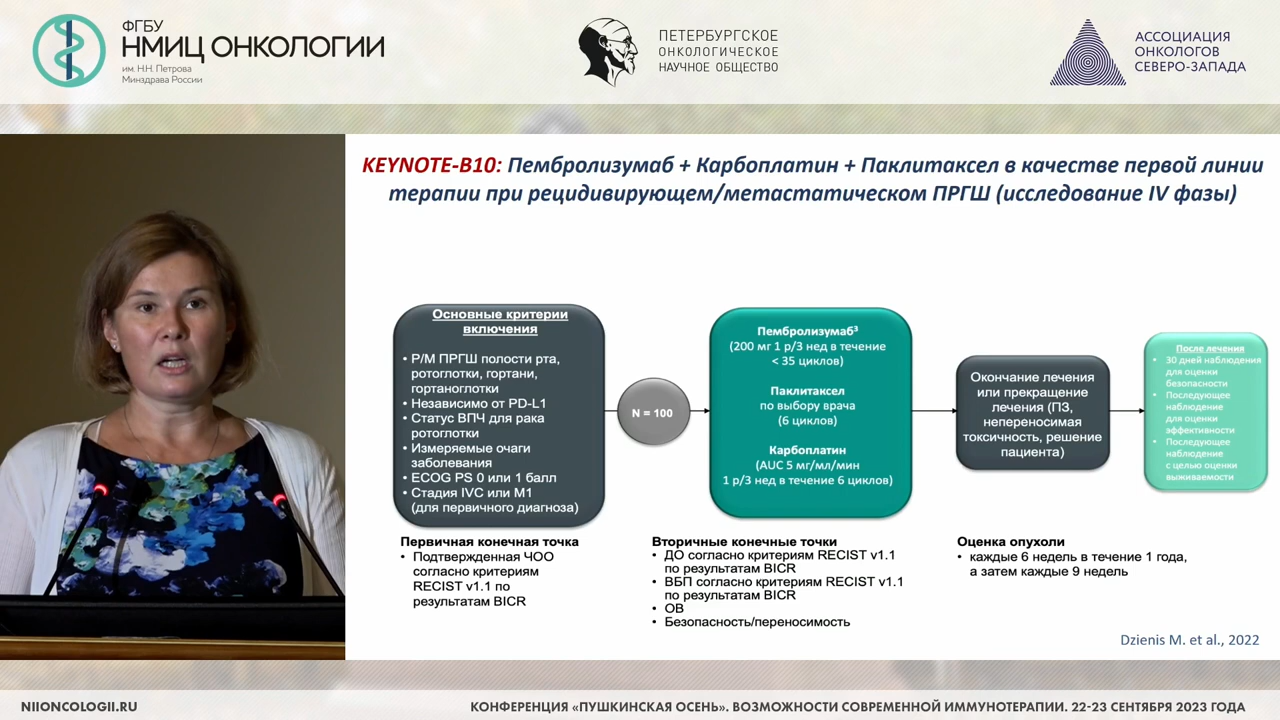 ФГБУ
НМИЦ ОНКОЛОГИИ
им. Н.Н. Петрова
Минздрава России
ПЕТЕРБУРГСКОЕ
ОНКОЛОГИЧЕСКОЕ
НАУЧНОЕ ОБЩЕСТВО
АССОЦИАЦИЯ
ОНКОЛОГОВ
СЕВЕРО-ЗАПАДА
KEYNOTE-B10: Пембролизумаб + Карбоплатин + Паклитаксел в качестве первой линии
терапии при рецидивирующем/метастатическом ПРГШ (исследование IV фазы)
Основные критерии
включения
• Р/М ПРГШ полости рта,
ротоглотки, гортани,
гортаноглотки
• Независимо от PD-L1
• Статус ВПЧ для рака
ротоглотки
• Измеряемые очаги
заболевания
• ECOG PS 0 или 1 балл
• Стадия IVC или M1
(для первичного диагноза)
N = 100
Пембролизумаб³
(200 мг 1 р/3 нед в течение
< 35 циклов)
Паклитаксел
по выбору врача
(6 циклов)
Карбоплатин
(AUC 5 мг/мл/мин
1 р/3 нед в течение 6 циклов)
Окончание лечения
или прекращение
лечения (ПЗ,
непереносимая
токсичность, решение
пациента)
После лечения
• 30 дней наблюдения
для оценки
безопасности
• Последующее
наблюдение
для оценки
эффективности
• Последующее
наблюдение
с целью оценки
выживаемости
Первичная конечная точка
• Подтвержденная ЧОО
согласно критериям
RECIST v1.1 по
результатам BICR
Вторичные конечные точки
• ДО согласно критериям RECIST v1.1
по результатам BICR
• ВБП согласно критериям RECIST v1.1
по результатам BICR
• ОВ
• Безопасность/переносимость
Оценка опухоли
• каждые 6 недель в течение 1 года,
а затем каждые 9 недель
Dzienis M. et al., 2022
NIIONCOLOGII.RU
КОНФЕРЕНЦИЯ «ПУШКИНСКАЯ ОСЕНЬ». ВОЗМОЖНОСТИ СОВРЕМЕННОЙ ИММУНОТЕРАПИИ. 22-23 СЕНТЯБРЯ 2023 ГОДА